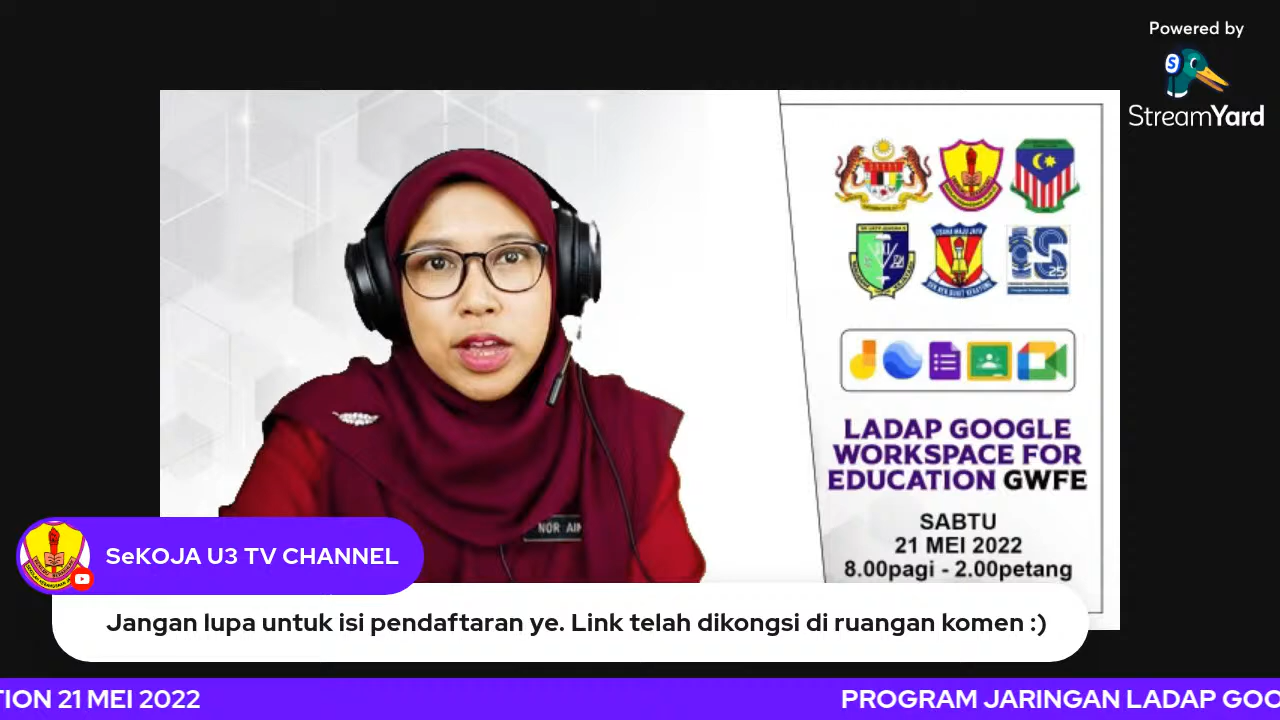 Powered by
StreamYard
25
LADAP GOOGLE
WORKSPACE FOR
EDUCATION GWFE
SABTU
21 MEI 2022
8.00pagi - 2.00petang
NOR AIN
SeKOJA U3 TV CHANNEL
Jangan lupa untuk isi pendaftaran ye. Link telah dikongsi di ruangan komen :)
TION 21 MEI 2022
PROGRAM JARINGAN LADAP GOO